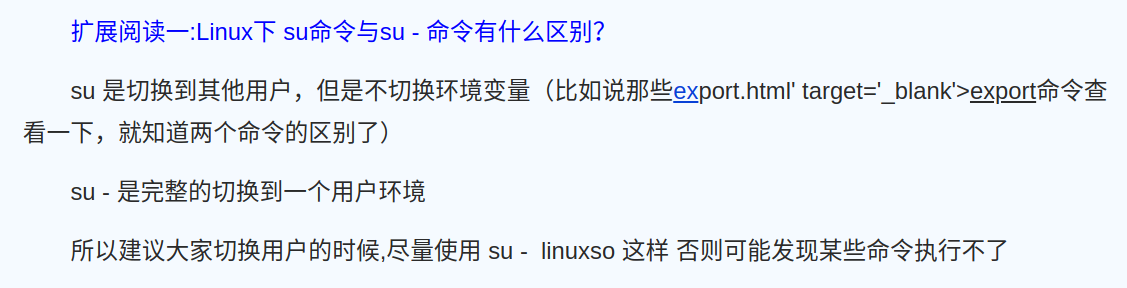 扩展阅读一:Linux下 su命令与su - 命令有什么区别?
su 是切换到其他用户，但是不切换环境变量（比如说那些export.html' target='_blank'>export命令查
看一下，就知道两个命令的区别了）
su - 是完整的切换到一个用户环境
所以建议大家切换用户的时候,尽量使用 su -  linuxso 这样 否则可能发现某些命令执行不了